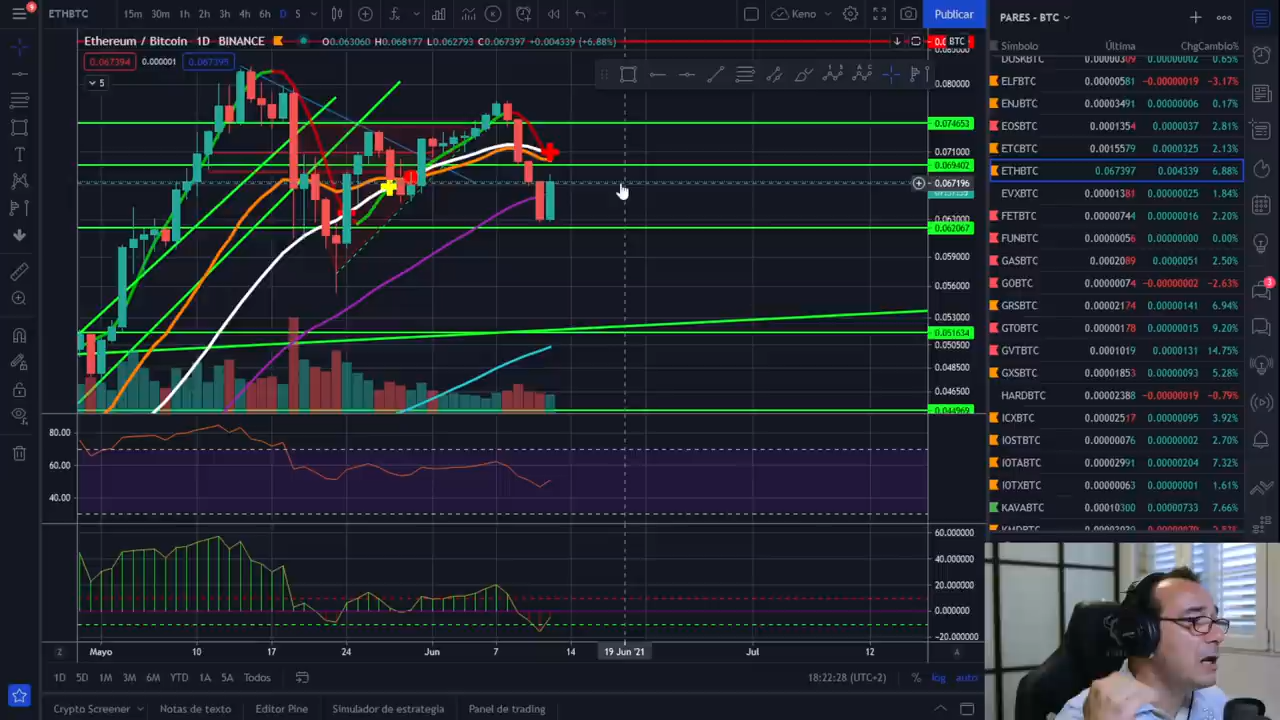 9
ETHBTC
15m 30m 1h 2h 3h 4h 6h D S
Keno
Publicar
PARES - BTC
Ethereum / Bitcoin 1D BINANCE O0.063060 H0.068177 L0.062793 C0.067397 +0.004339 (+6.88%)
BTC
0.067394 0.000001 0.067395
5
Símbolo Última Chg Cambio%
DUSKBTC 0.00000309 0.00000002 0.65%
ELFBTC 0.00000581 -0.00000019 -3.17%
ENJBTC 0.00003491 0.00000006 0.17%
EOSBTC 0.0001354 0.0000037 2.81%
ETCBTC 0.0015579 0.0000325 2.13%
ETHBTC 0.067397 0.004339 6.88%
EVXBTC 0.00001381 0.00000025 1.84%
FETBTC 0.00000744 0.00000016 2.20%
FUNBTC 0.00000056 0.00000000 0.00%
GASBTC 0.0002089 0.0000051 2.50%
GOBTC 0.00000074 -0.00000002 -2.63%
GRSBTC 0.00002174 0.00000141 6.94%
GTOBTC 0.00000178 0.00000015 9.20%
GVTBTC 0.0001019 0.0000131 14.75%
GXSBTC 0.00001853 0.00000093 5.28%
HARDBTC 0.00002388 -0.00000019 -0.79%
ICXBTC 0.00002517 0.00000095 3.92%
IOSTBTC 0.00000076 0.00000002 2.70%
IOTABTC 0.00002991 0.00000204 7.32%
IOTXBTC 0.00000063 0.00000001 1.61%
KAVABTC 0.00010300 0.00000733 7.66%
3
0.080000
0.074653
0.071000
0.069402
0.067196
0.063000
0.062067
0.059000
0.056000
0.053000
0.051634
0.050500
0.048500
0.046500
0.044969
80.00
60.00
40.00
60.000000
40.000000
20.000000
0.000000
-20.000000
Z Mayo 10 17 24 Jun 7 14 19 Jun '21 Jul 12 A
1D 5D 1M 3M 6M YTD 1A 5A Todos
18:22:28 (UTC+2) % log auto
Crypto Screener Notas de texto Editor Pine Simulador de estrategia Panel de trading